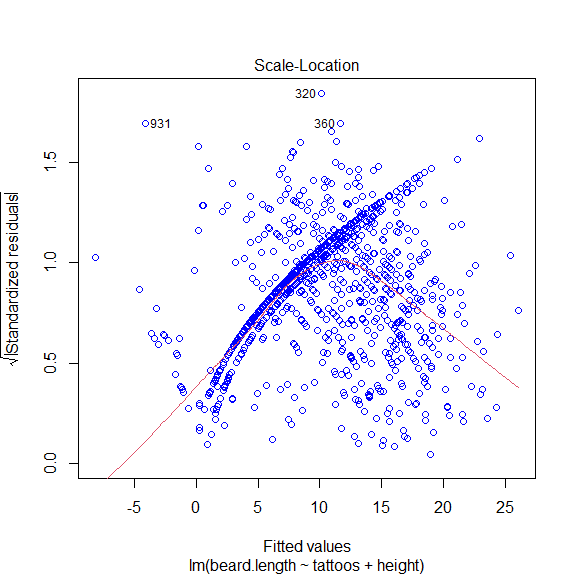 Scale-Location
√|Standardized residuals|
1.5
1.0
0.5
0.0
320
931
360
-5 0 5 10 15 20 25
Fitted values
lm(beard.length ~ tattoos + height)